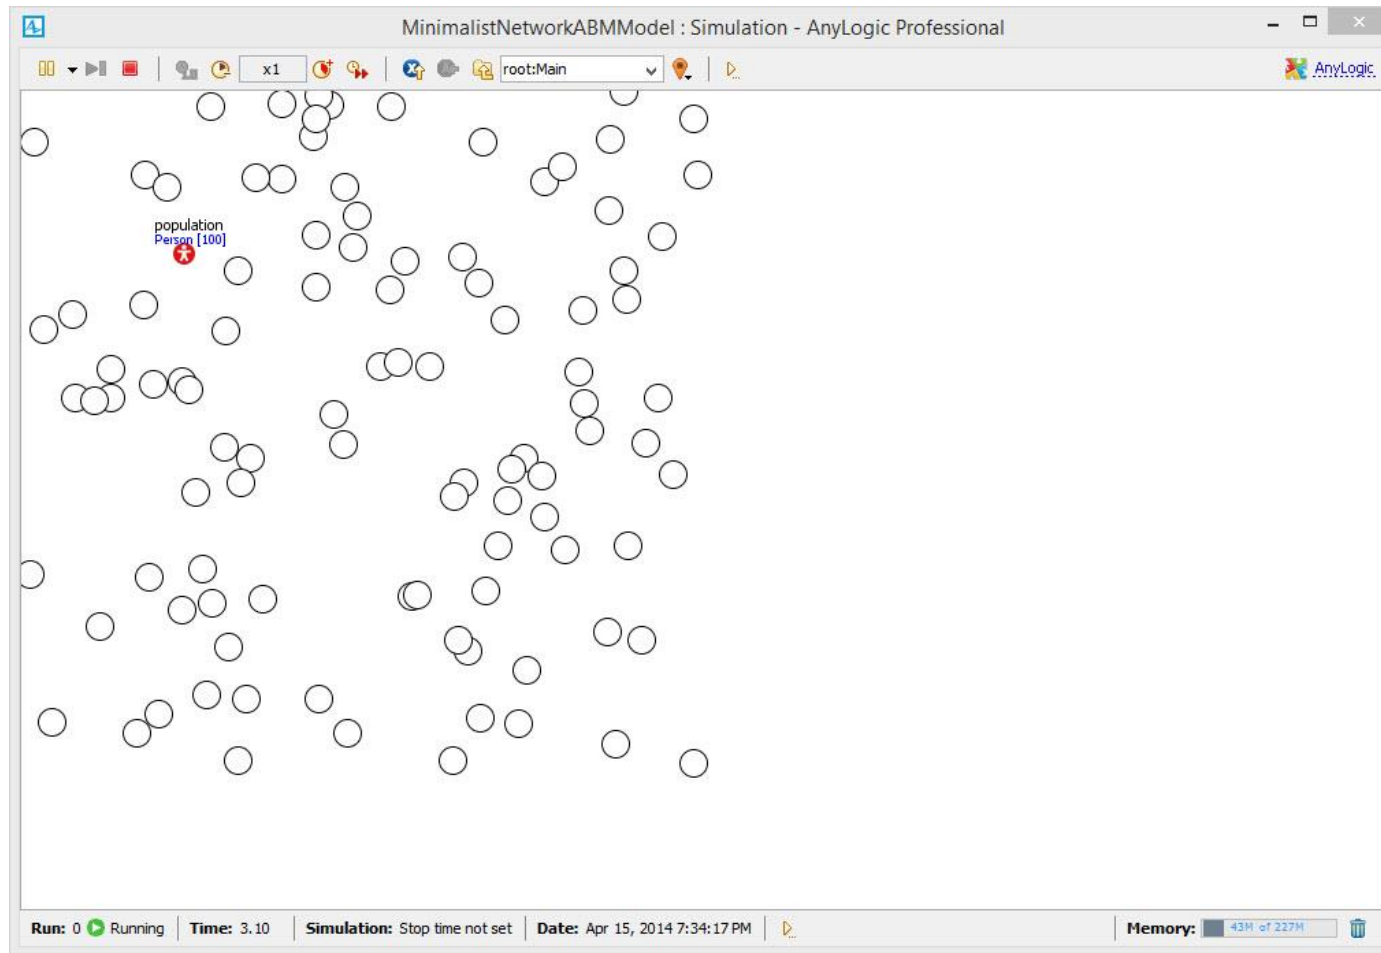 MinimalistNetworkABMModel : Simulation - AnyLogic Professional
x1
root:Main
AnyLogic
population
Person [100]
Run: 0 Running Time: 3.10 Simulation: Stop time not set Date: Apr 15, 2014 7:34:17 PM Memory: 43M of 227M